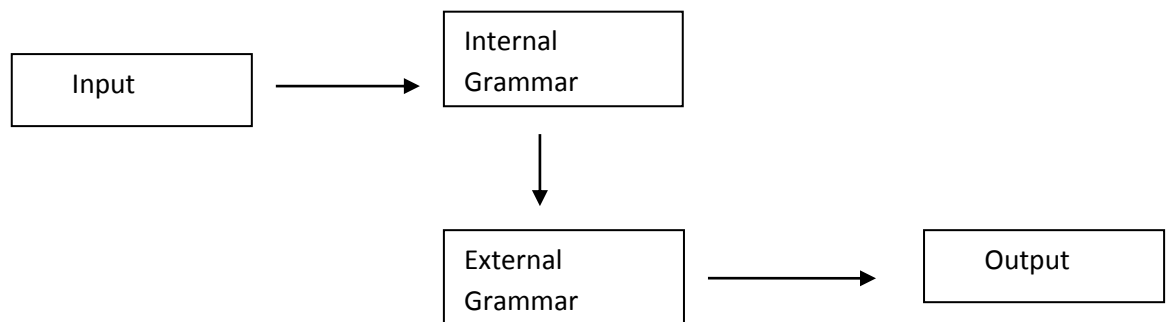 Input
Internal
Grammar
External
Grammar
Output